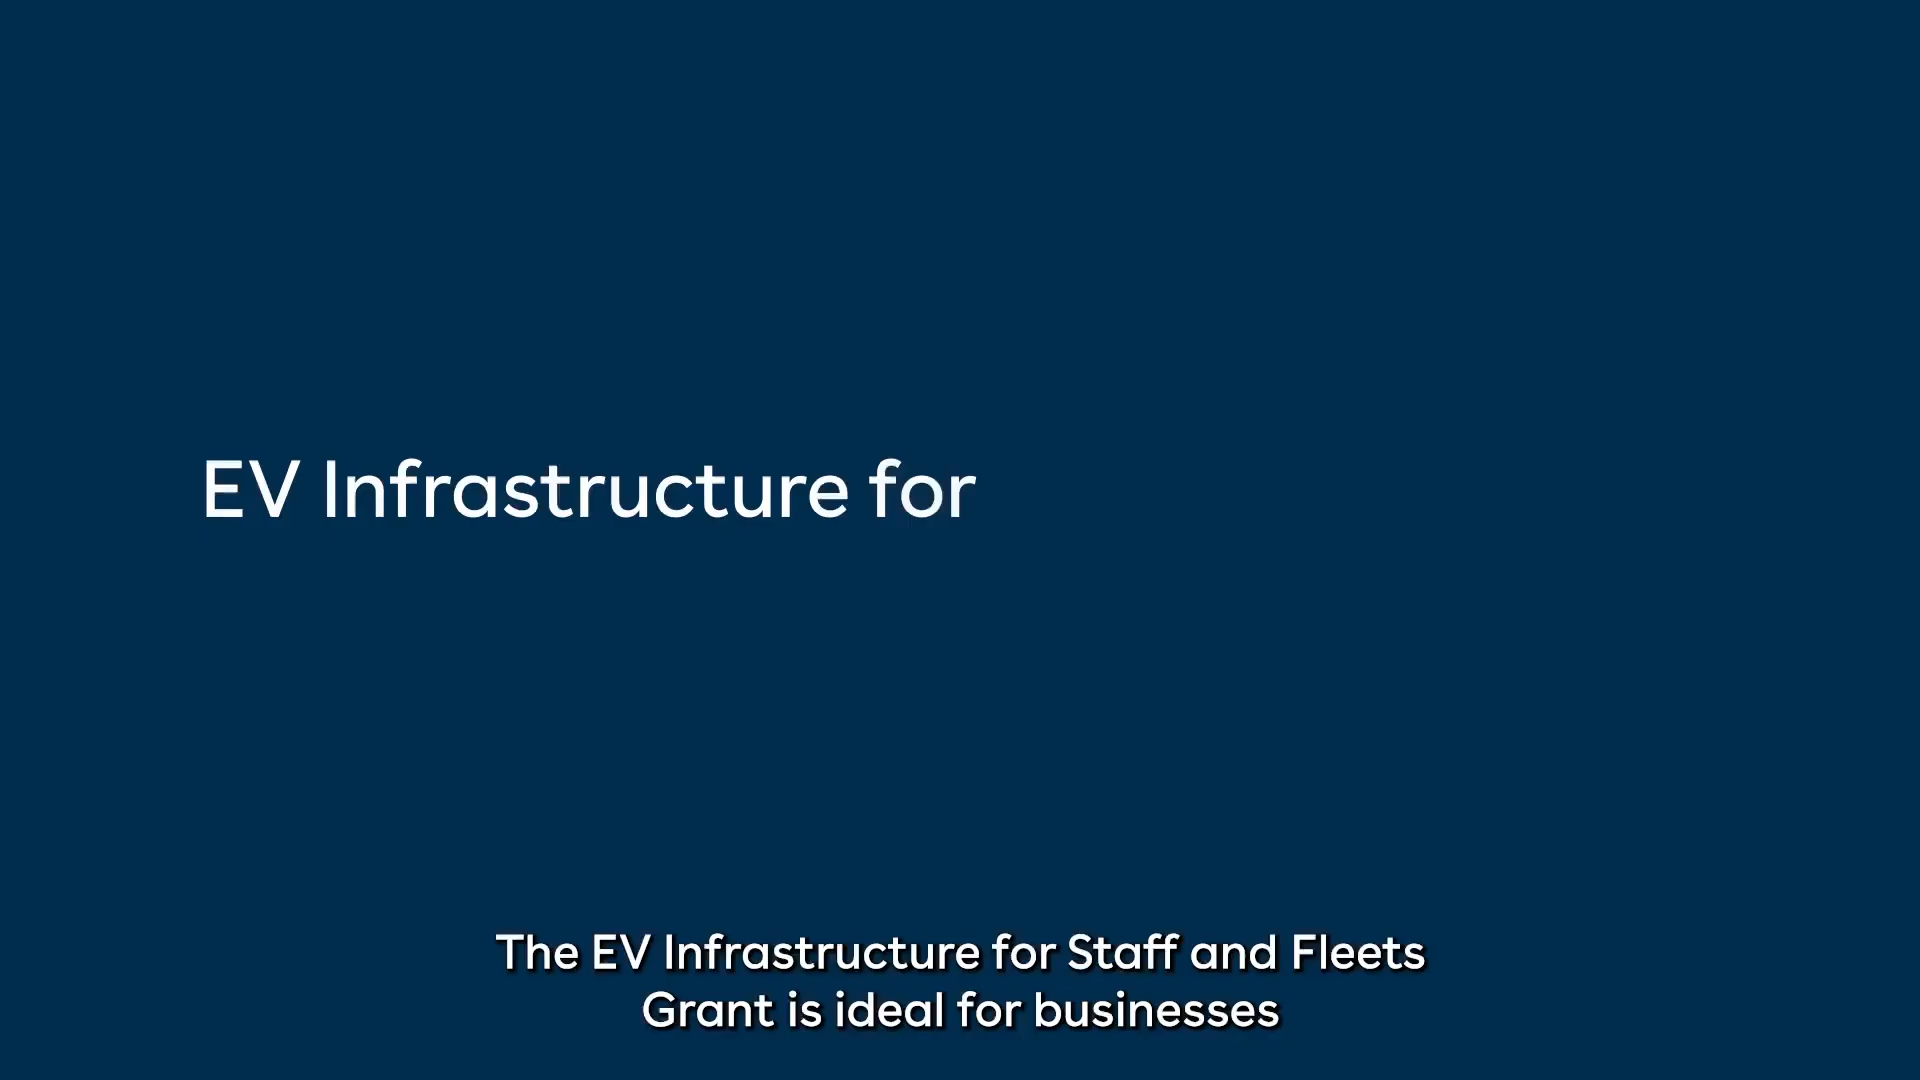 EV Infrastructure for
The EV Infrastructure for Staff and Fleets
Grant is ideal for businesses